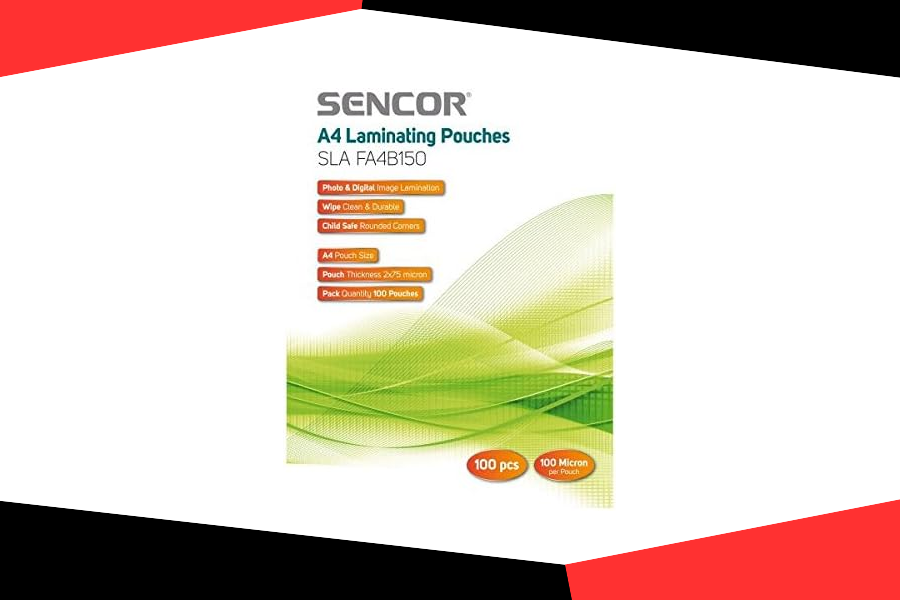 SENCOR®
A4 Laminating Pouches
SLA FA4B150
Photo & Digital Image Lamination
Wipe Clean & Durable
Child Safe Rounded Corners
A4 Pouch Size
Pouch Thickness 2x75 micron
Pack Quantity 100 Pouches
100 pcs
100 Micron
per Pouch